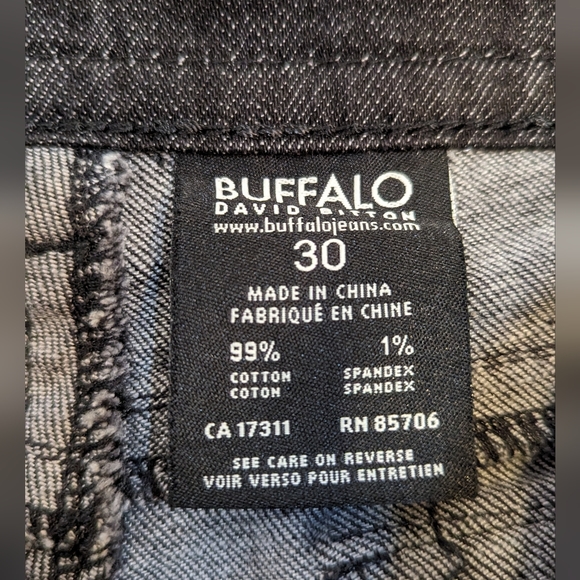 BUFFALO
DAVID BITTON
www.buffalojeans.com
30
MADE IN CHINA
FABRIQUÉ EN CHINE
99% 1%
COTTON SPANDEX
COTON SPANDEX
CA 17311 RN 85706
SEE CARE ON REVERSE
VOIR VERSO POUR ENTRETIEN